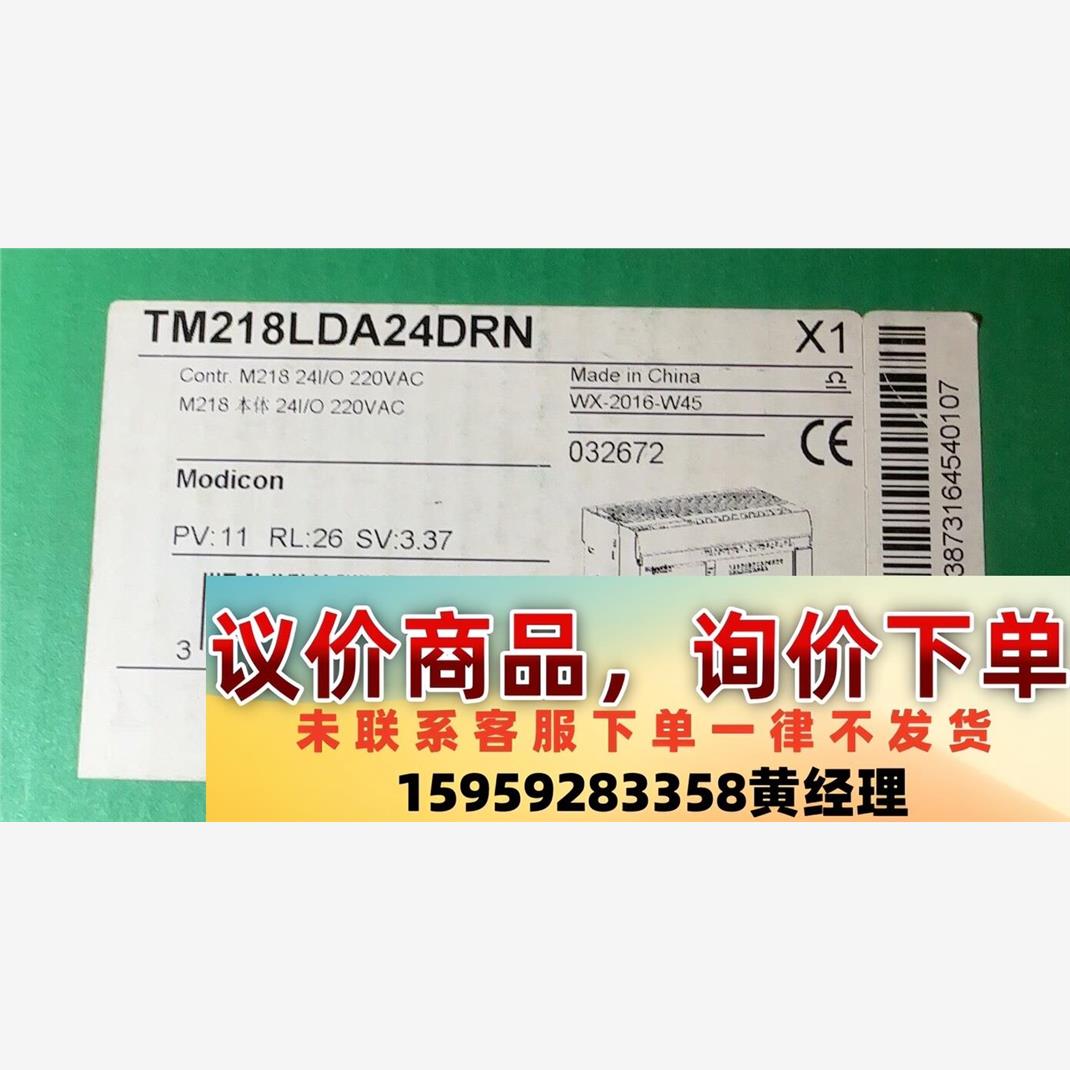 TM218LDA24DRN
X1
Contr. M218 24I/O 220VAC
M218 本体 24I/O 220VAC
Made in China
WX-2016-W45
032672
CE
Modicon
PV:11 RL:26 SV:3.37
3
387316454010​7
议价商品，询价下单
未联系客服下单一律不发货
15959283358黄经理